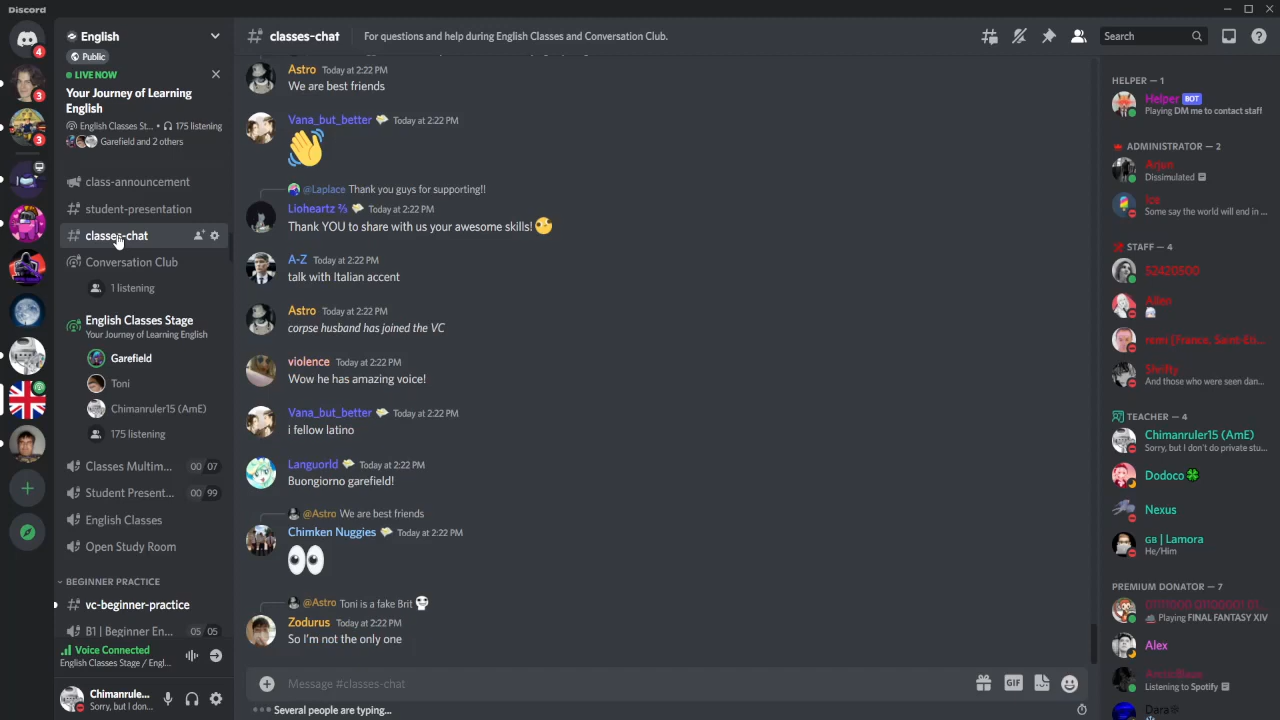 Discord
4
3
3
English
Public
LIVE NOW
Your Journey of Learning
English
English Classes St... • 175 listening
Garefield and 2 others
class-announcement
student-presentation
classes-chat
Conversation Club
1 listening
English Classes Stage
Your Journey of Learning English
Garefield
Toni
Chimanruler15 (AmE)
175 listening
Classes Multim... 00 07
Student Present... 00 99
English Classes
Open Study Room
BEGINNER PRACTICE
vc-beginner-practice
B1 | Beginner En... 05 05
Voice Connected
English Classes Stage / Engl...
Chimanrule...
Sorry, but I don...
classes-chat
For questions and help during English Classes and Conversation Club.
Search
Astro Today at 2:22 PM
We are best friends
Vana_but_better Today at 2:22 PM
@Laplace Thank you guys for supporting!!
Lioheartz ⅔ Today at 2:22 PM
Thank YOU to share with us your awesome skills!
A-Z Today at 2:22 PM
talk with Italian accent
Astro Today at 2:22 PM
corpse husband has joined the VC
violence Today at 2:22 PM
Wow he has amazing voice!
Vana_but_better Today at 2:22 PM
i fellow latino
Languorld Today at 2:22 PM
Buongiorno garefield!
@Astro We are best friends
Chimken Nuggies Today at 2:22 PM
@Astro Toni is a fake Brit
Zodurus Today at 2:22 PM
So I'm not the only one
Message #classes-chat
GIF
Several people are typing...
HELPER — 1
Helper BOT
Playing DM me to contact staff
ADMINISTRATOR — 2
Arjun
Dissimulated
Ice
Some say the world will end in ...
STAFF — 4
52420500
Allen
remi [France, Saint-Éti...
Shrifty
And those who were seen dan...
TEACHER — 4
Chimanruler15 (AmE)
Sorry, but I don't do private stu...
Dodoco
Nexus
GB | Lamora
He/Him
PREMIUM DONATOR — 7
Playing FINAL FANTASY XIV
Alex
Listening to Spotify
Dara